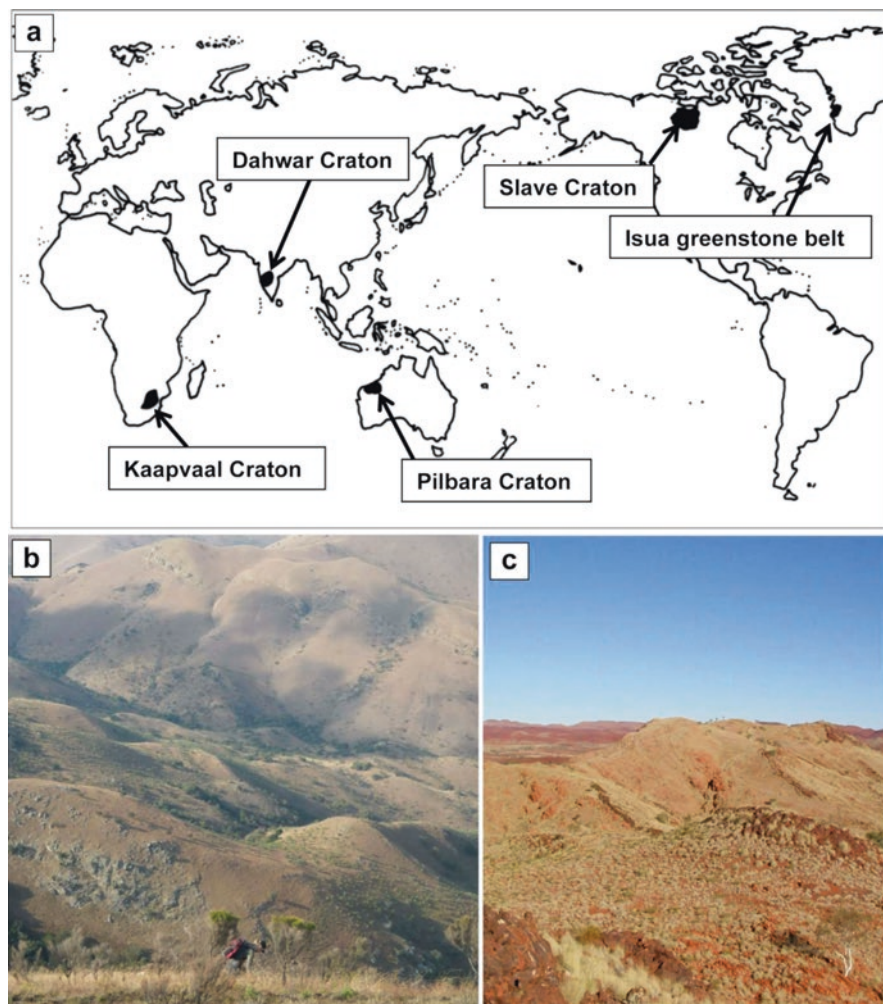 a
Dahwar Craton
Slave Craton
Isua greenstone belt
Kaapvaal Craton
Pilbara Craton
b
c